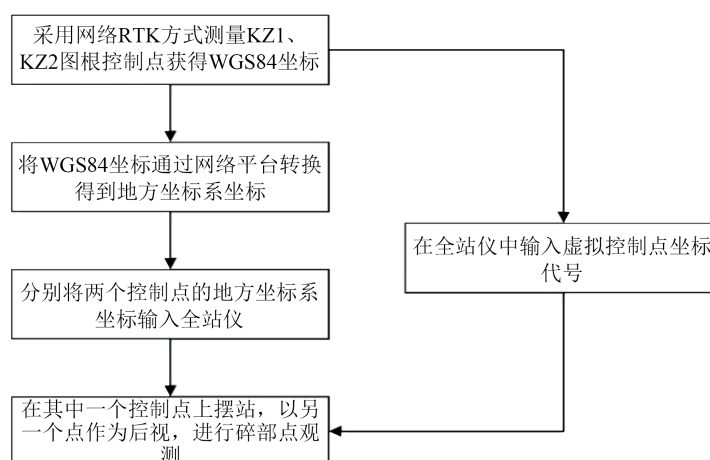 采用网络RTK方式测量KZ1、
KZ2图根控制点获得WGS84坐标
将WGS84坐标通过网络平台转换
得到地方坐标系坐标
分别将两个控制点的地方坐标系
坐标输入全站仪
在其中一个控制点上摆站，以另
一个点作为后视，进行碎部点观
测
在全站仪中输入虚拟控制点坐标
代号